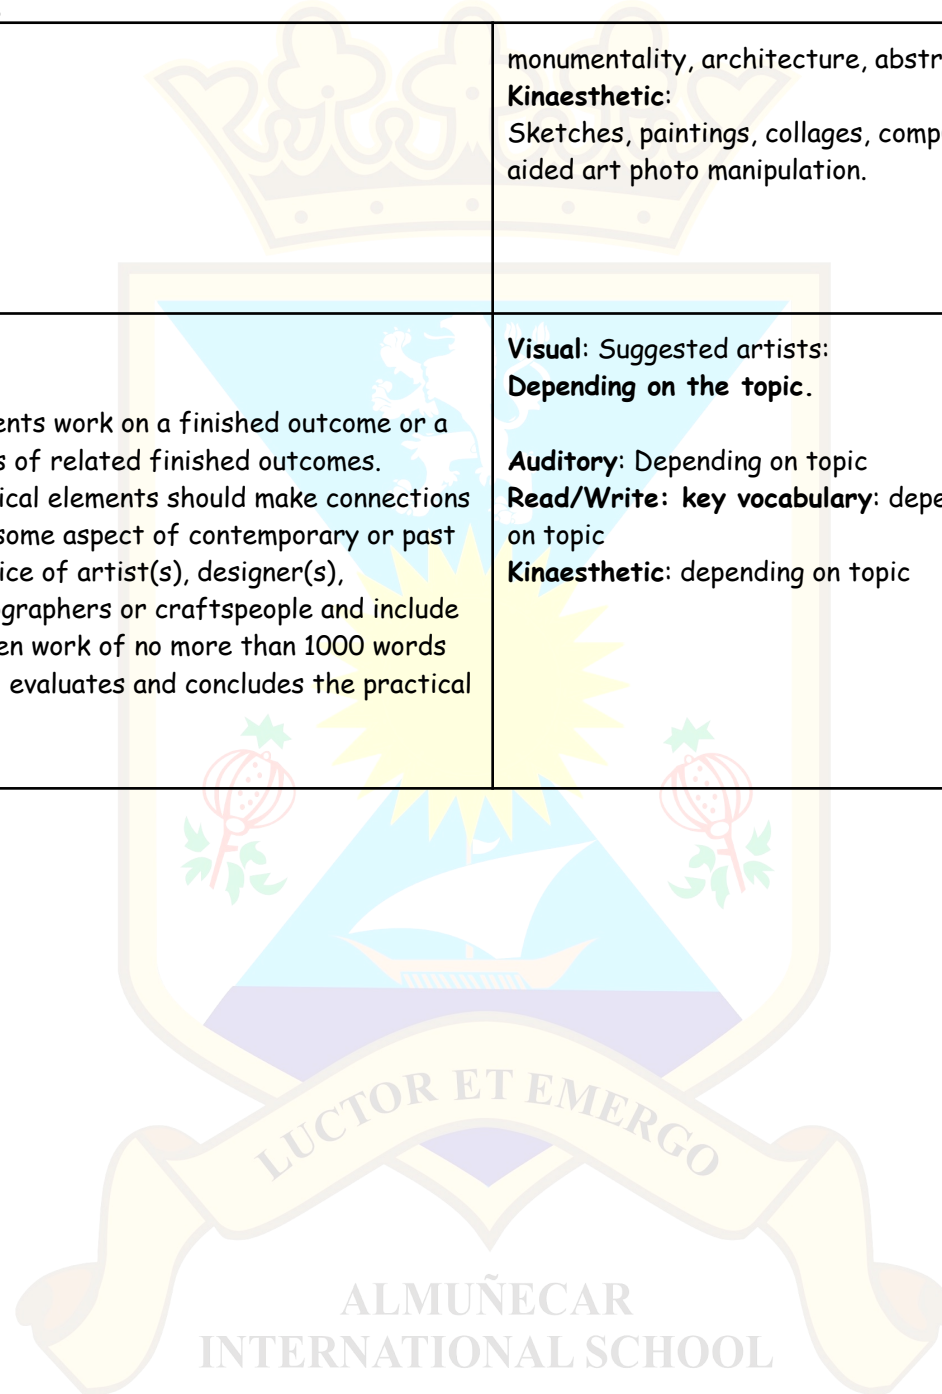 monumentality, architecture, abstr
Kinaesthetic:
Sketches, paintings, collages, comp
aided art photo manipulation.
ents work on a finished outcome or a
s of related finished outcomes.
ical elements should make connections
some aspect of contemporary or past
ice of artist(s), designer(s),
ographers or craftspeople and include
en work of no more than 1000 words
evaluates and concludes the practical
Visual: Suggested artists:
Depending on the topic.
Auditory: Depending on topic
Read/Write: key vocabulary: depe
on topic
Kinaesthetic: depending on topic
LUCTOR ET EMERGO
ALMUÑECAR
INTERNATIONAL SCHOOL